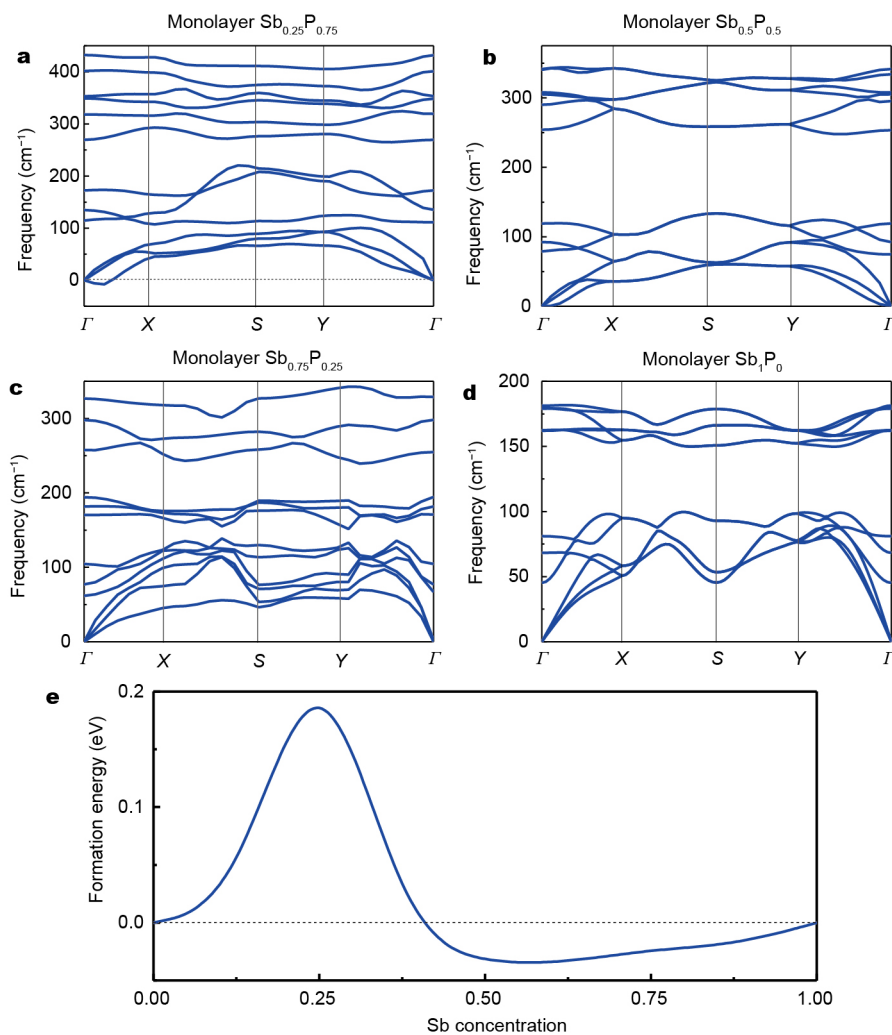 Monolayer Sb0.25P0.75
a
400
300
200
100
0
Frequency (cm⁻¹)
Γ X S Y Γ
Monolayer Sb0.5P0.5
b
300
200
100
0
Frequency (cm⁻¹)
Γ X S Y Γ
Monolayer Sb0.75P0.25
c
300
200
100
0
Frequency (cm⁻¹)
Γ X S Y Γ
Monolayer Sb1P0
d
200
150
100
50
0
Frequency (cm⁻¹)
Γ X S Y Γ
e
0.2
0.1
0.0
Formation energy (eV)
0.00 0.25 0.50 0.75 1.00
Sb concentration